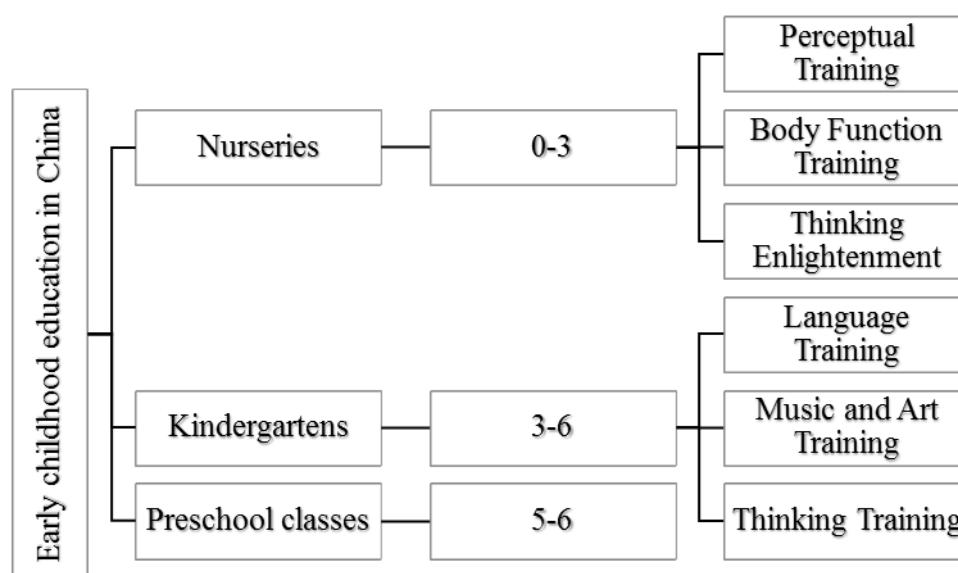 Early childhood education in China
Nurseries
0-3
Perceptual
Training
Body Function
Training
Thinking
Enlightenment
Kindergartens
3-6
Language
Training
Music and Art
Training
Thinking Training
Preschool classes
5-6